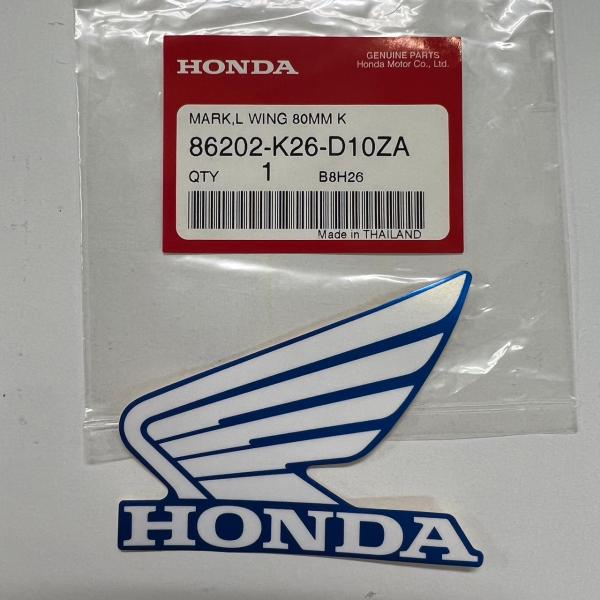 HONDA
GENUINE PARTS
Honda Motor Co., Ltd.
MARK,L WING 80MM K
86202-K26-D10ZA
QTY 1 B8H26
Made in THAILAND
HONDA